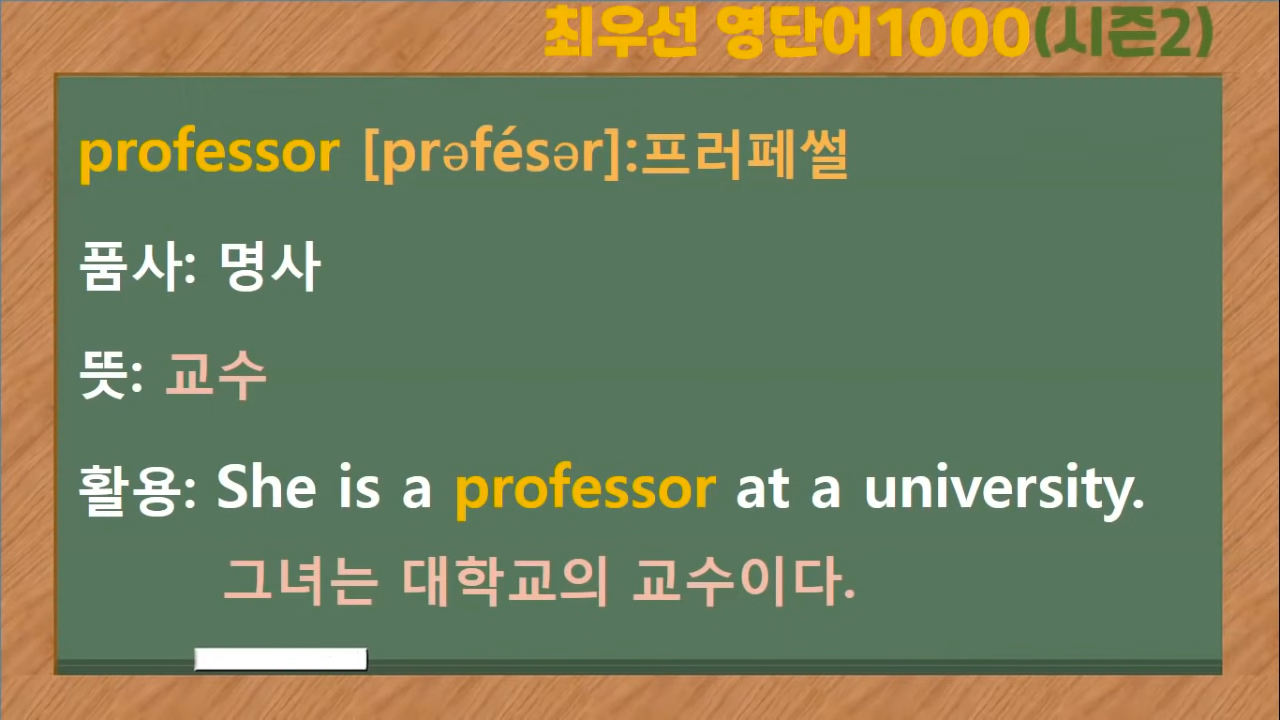 최우선 영단어1000(시즌2)
professor [prəfésər]:프러페썰
품사: 명사
뜻: 교수
활용: She is a professor at a university.
그녀는 대학교의 교수이다.